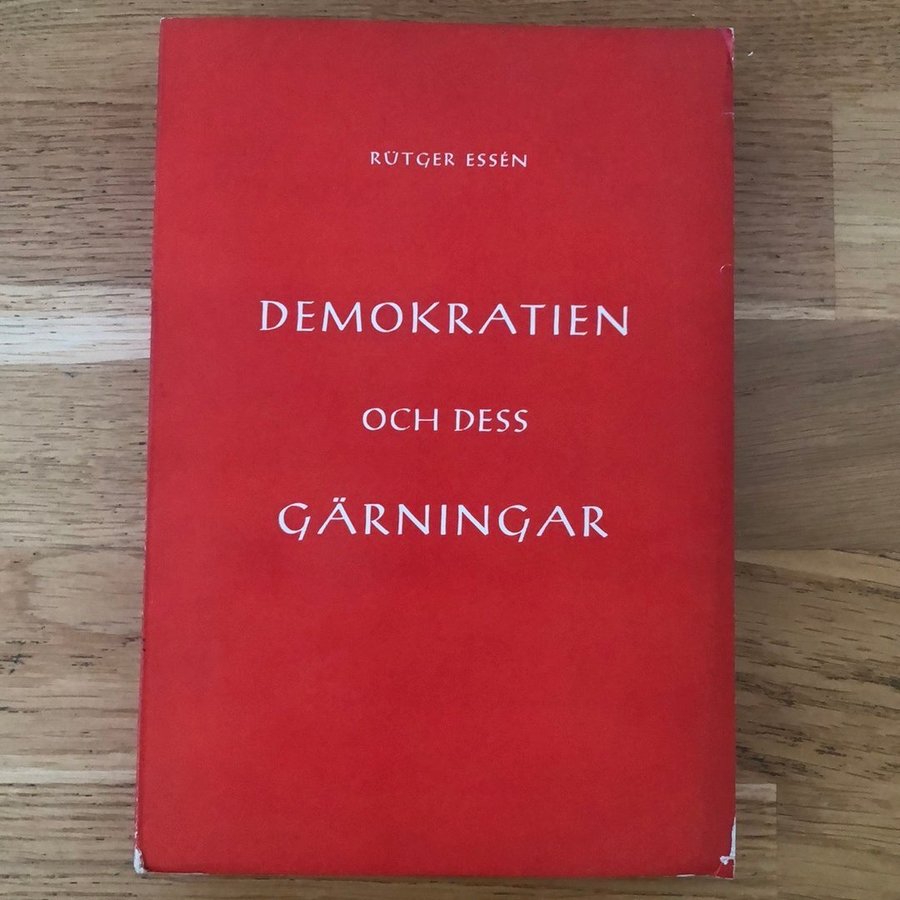 RÜTGER ESSÉN
DEMOKRATIEN
OCH DESS
GÄRNINGAR